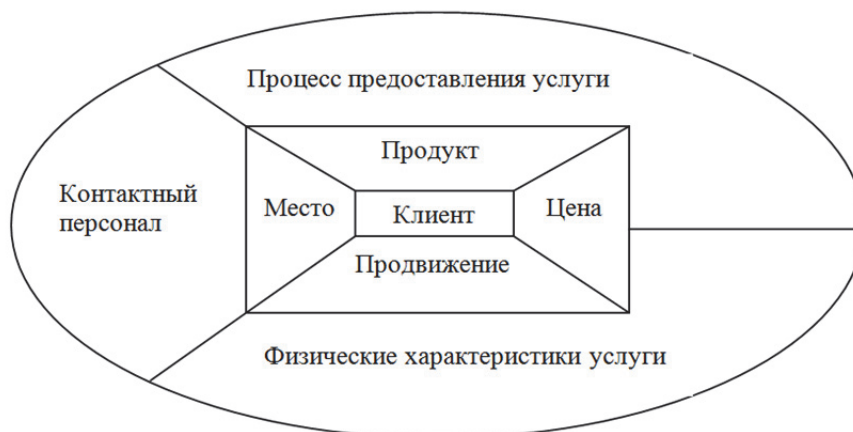 Процесс предоставления услуги
Продукт
Контактный
персонал
Место
Клиент
Цена
Продвижение
Физические характеристики услуги